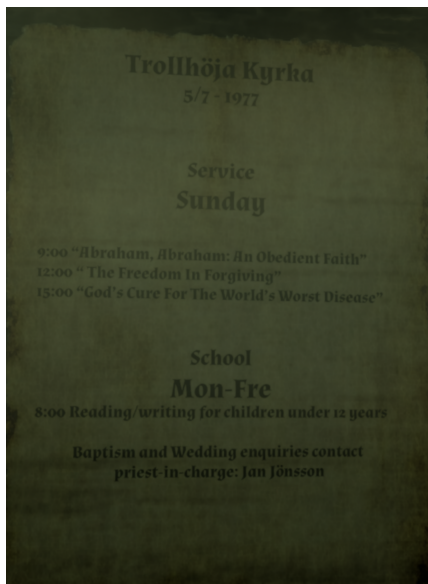 Trollhöja Kyrka
5/7 - 1977
Service
Sunday
9:00 “Abraham, Abraham: An Obedient Faith”
12:00 “ The Freedom In Forgiving”
15:00 “God’s Cure For The World’s Worst Disease”
School
Mon-Fre
8:00 Reading/writing for children under 12 years
Baptism and Wedding enquiries contact
priest-in-charge: Jan Jönsson